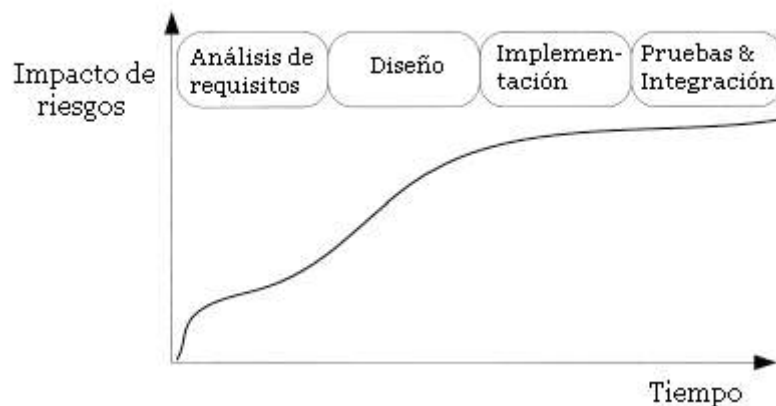 Impacto de
riesgos
Análisis de
requisitos
Diseño
Implemen-
tación
Pruebas &
Integración
Tiempo